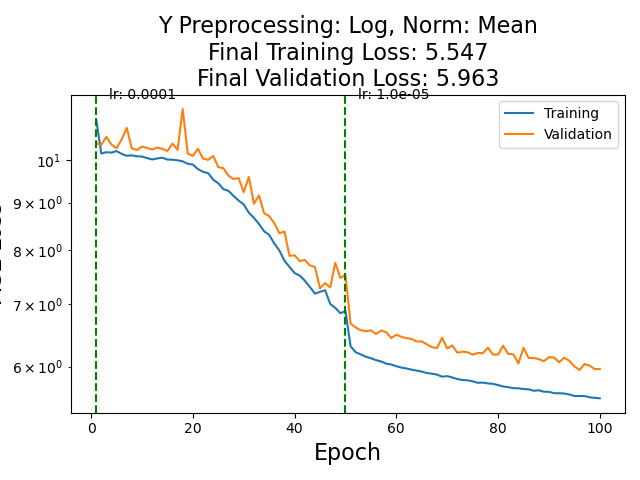 Y Preprocessing: Log, Norm: Mean
Final Training Loss: 5.547
Final Validation Loss: 5.963
lr: 0.0001
lr: 1.0e-05
Training
Validation
10¹
9 × 10⁰
8 × 10⁰
7 × 10⁰
6 × 10⁰
0 20 40 60 80 100
Epoch